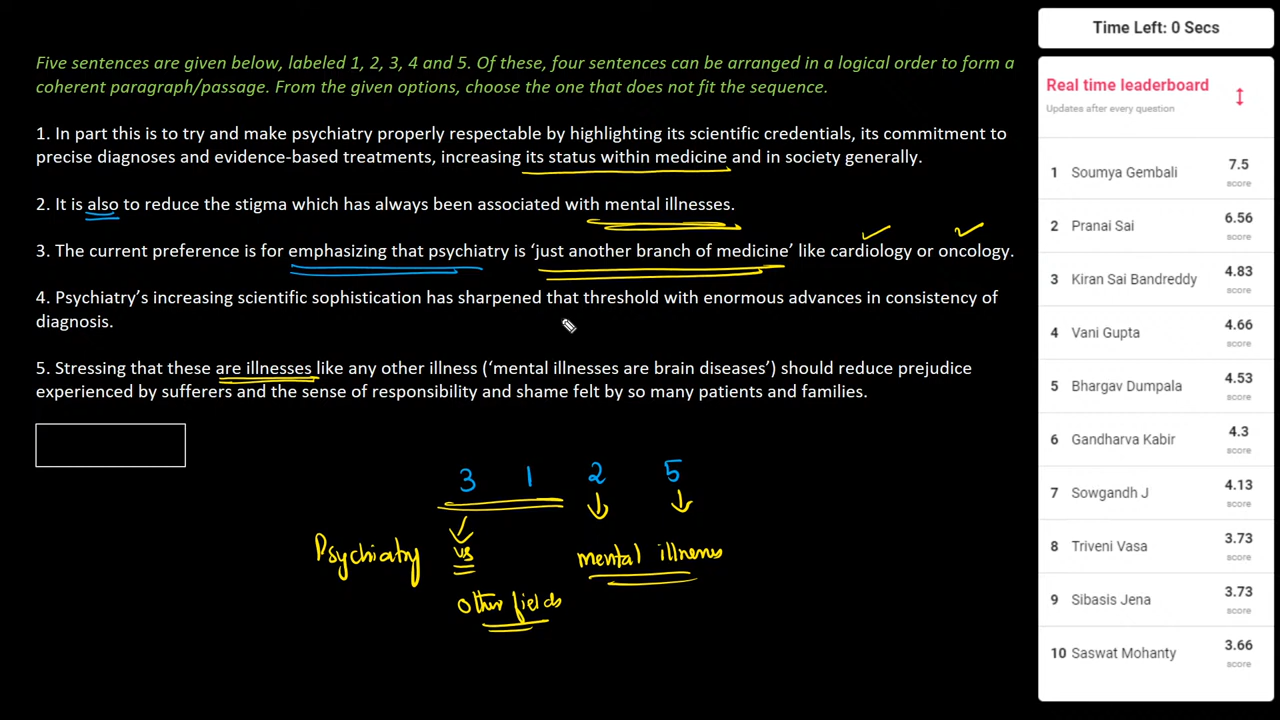 Five sentences are given below, labeled 1, 2, 3, 4 and 5. Of these, four sentences can be arranged in a logical order to form a
coherent paragraph/passage. From the given options, choose the one that does not fit the sequence.
1. In part this is to try and make psychiatry properly respectable by highlighting its scientific credentials, its commitment to
precise diagnoses and evidence-based treatments, increasing its status within medicine and in society generally.
2. It is also to reduce the stigma which has always been associated with mental illnesses.
3. The current preference is for emphasizing that psychiatry is ‘just another branch of medicine’ like cardiology or oncology.
4. Psychiatry’s increasing scientific sophistication has sharpened that threshold with enormous advances in consistency of
diagnosis.
5. Stressing that these are illnesses like any other illness (‘mental illnesses are brain diseases’) should reduce prejudice
experienced by sufferers and the sense of responsibility and shame felt by so many patients and families.
3 1 2 5
Psychiatry vs mental illness
other fields
Time Left: 0 Secs
Real time leaderboard
Updates after every question
1 Soumya Gembali 7.5
score
2 Pranai Sai 6.56
score
3 Kiran Sai Bandreddy 4.83
score
4 Vani Gupta 4.66
score
5 Bhargav Dumpala 4.53
score
6 Gandharva Kabir 4.3
score
7 Sowgandh J 4.13
score
8 Triveni Vasa 3.73
score
9 Sibasis Jena 3.73
score
10 Saswat Mohanty 3.66
score